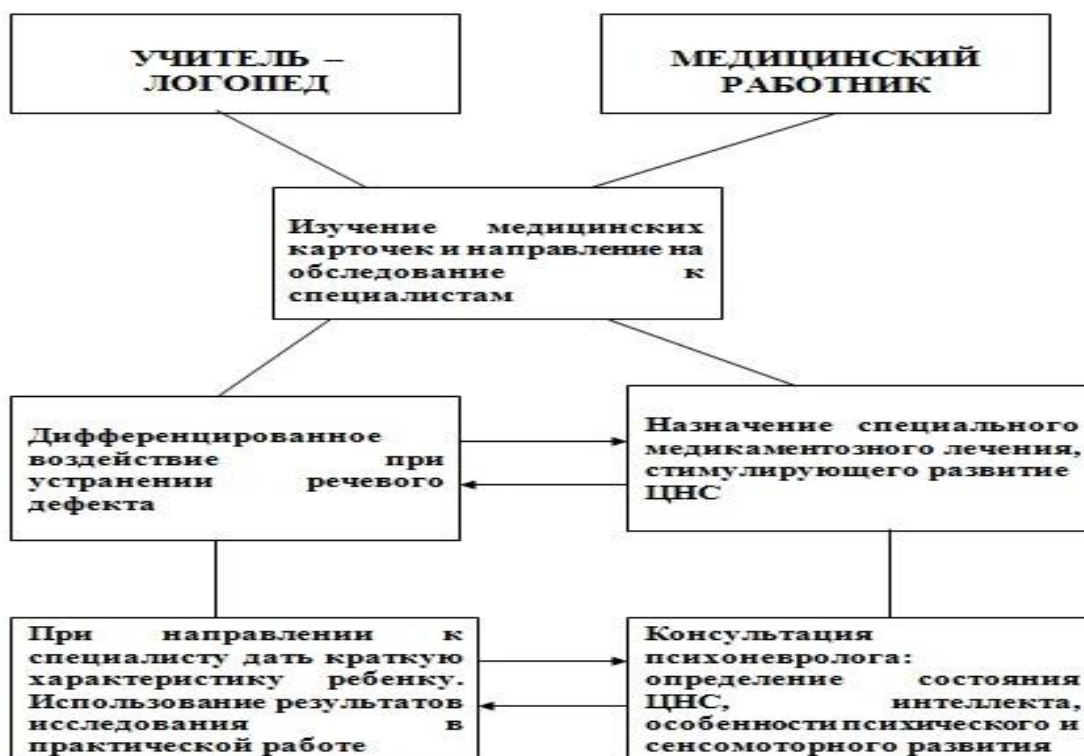 УЧИТЕЛЬ –
ЛОГОПЕД
МЕДИЦИНСКИЙ
РАБОТНИК
Изучение медицинских
карточек и направление на
обследование к
специалистам
Дифференцированное
воздействие при
устранении речевого
дефекта
Назначение специального
медикаментозного лечения,
стимулирующего развитие
ЦНС
При направлении к
специалисту дать краткую
характеристику ребенку.
Использование результатов
исследования в
практической работе
Консультация
психоневролога:
определение состояния
ЦНС, интеллекта,
особенности психического и
сенсомоторного развития